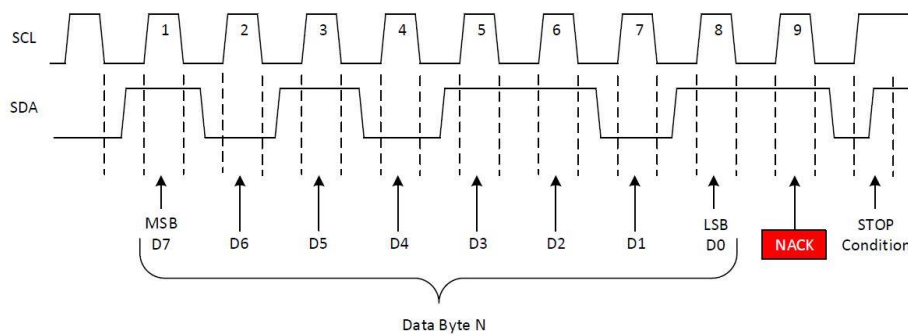 SCL
1 2 3 4 5 6 7 8 9
SDA
MSB LSB STOP
D7 D6 D5 D4 D3 D2 D1 D0 NACK Condition
Data Byte N